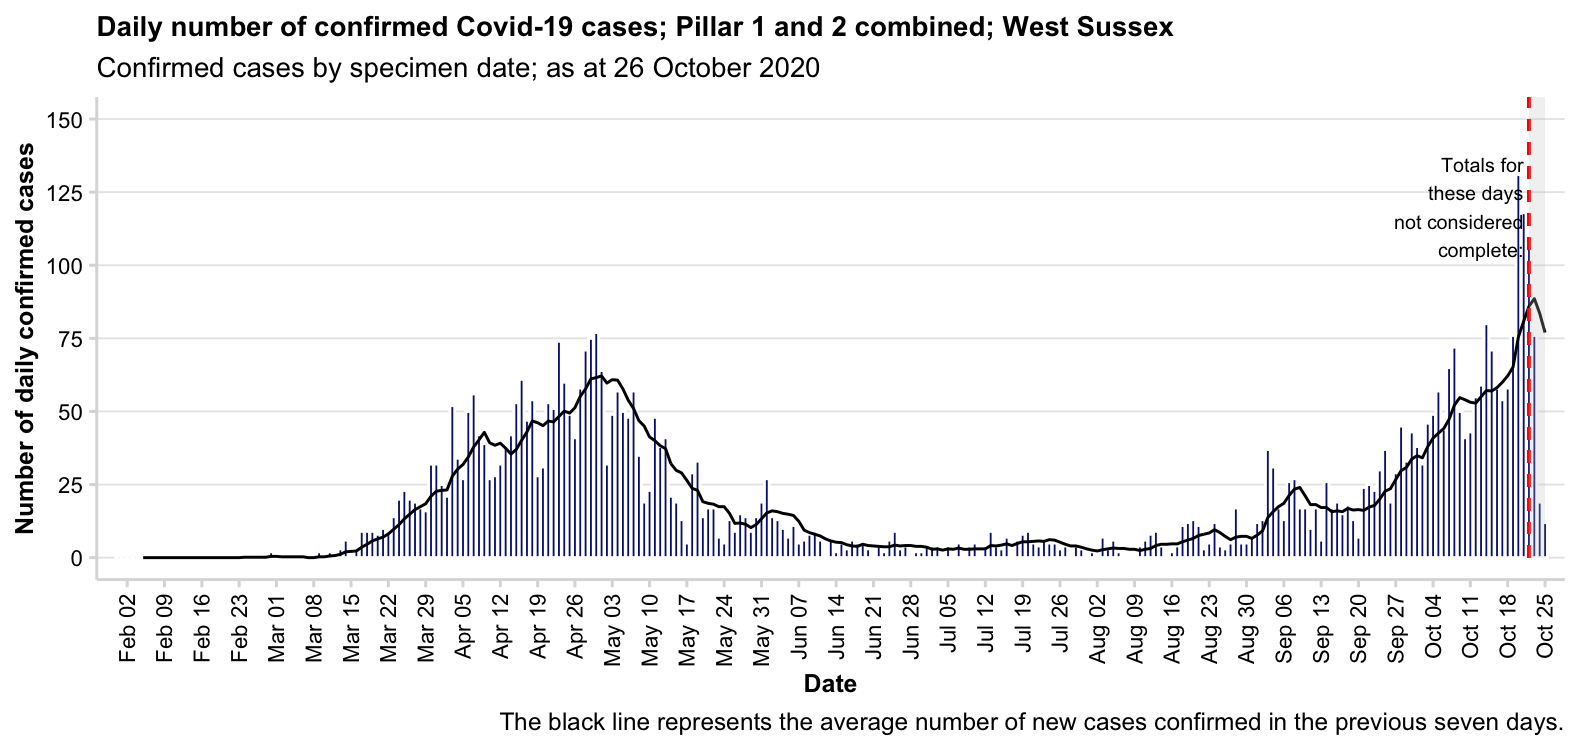 Daily number of confirmed Covid-19 cases; Pillar 1 and 2 combined; West Sussex
Confirmed cases by specimen date; as at 26 October 2020
Number of daily confirmed cases
150
125
100
75
50
25
0
Totals for
these days
not considered
complete:
Feb 02
Feb 09
Feb 16
Feb 23
Mar 01
Mar 08
Mar 15
Mar 22
Mar 29
Apr 05
Apr 12
Apr 19
Apr 26
May 03
May 10
May 17
May 24
May 31
Jun 07
Jun 14
Jun 21
Jun 28
Jul 05
Jul 12
Jul 19
Jul 26
Aug 02
Aug 09
Aug 16
Aug 23
Aug 30
Sep 06
Sep 13
Sep 20
Sep 27
Oct 04
Oct 11
Oct 18
Oct 25
Date
The black line represents the average number of new cases confirmed in the previous seven days.